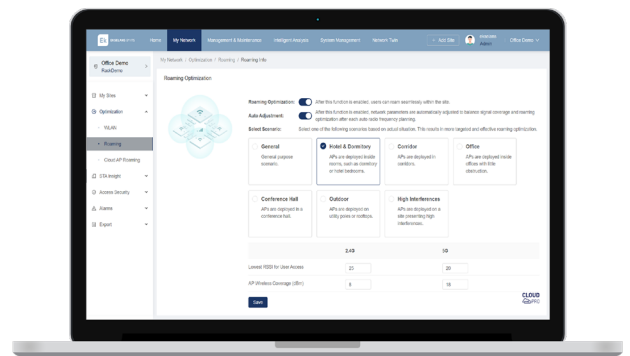 Ex
Home My Network Management & Maintenance Intelligent Analysis System Management Network Twin Add Site Admin Office Demo
Office Demo
My Network / Optimization / Roaming / Roaming Info
Roaming Optimization
My Sites
Optimization
WLAN
Roaming
Cloud AP Roaming
STA Insight
Access Security
Alarms
Expert
Roaming Optimization: After this function is enabled, users can roam seamlessly within the site.
Auto Adjustment: After this function is enabled, network parameters are automatically adjusted to balance signal coverage and roaming
optimization after each auto radio frequency planning.
Select Scenario: Select one of the following scenarios based on actual situation. This results in more targeted and effective roaming optimization.
General Hotel & Dormitory Corridor Office
General purpose
scenario.
APs are deployed inside
rooms, such as dormitory
or hotel bedrooms.
APs are deployed in
corridors.
APs are deployed inside
offices with little
obstruction.
Conference Hall Outdoor High Interferences
APs are deployed in a
conference hall.
APs are deployed on
utility poles or rooftops.
APs are deployed on a
site presenting high
interferences.
2.4G 5G
Lowest RSSI for User Access 20 20
AP Wireless Coverage (dBm)
Save
CLOUD
PRO